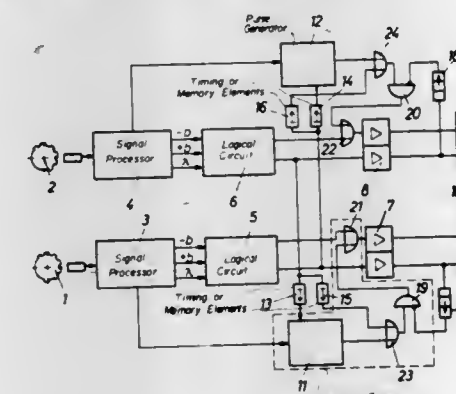 Pulse
Generator
12
24
Timing or
Memory Elements
14
16
20
Signal
Processor
-b
+b
λ
Logical
Circuit
22
2
4
6
8
7
3
5
21
Signal
Processor
-b
+b
λ
Logical
Circuit
19
1
13
15
Timing or
Memory Elements
11
23